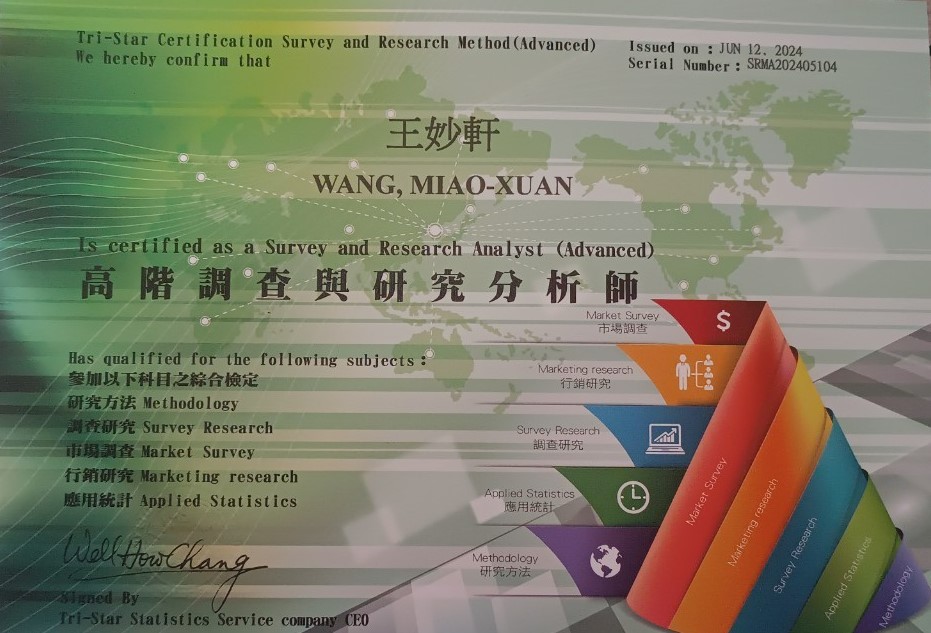 Tri-Star Certification Survey and Research Method(Advanced)
We hereby confirm that
Issued on : JUN 12. 2024
Serial Number : SRMA202405104
王妙軒
WANG, MIAO-XUAN
Is certified as a Survey and Research Analyst (Advanced)
高階調查與研究分析師
Has qualified for the following subjects :
參加以下科目之綜合檢定
研究方法 Methodology
調查研究 Survey Research
市場調查 Market Survey
行銷研究 Marketing research
應用統計 Applied Statistics
Well How Chang
Signed By
Tri-Star Statistics Service company CEO
Market Survey
市場調查
$
Marketing research
行銷研究
Survey Research
調查研究
Applied Statistics
應用統計
Methodology
研究方法
Market Survey
Marketing research
Survey Research
Applied Statistics
Methodology